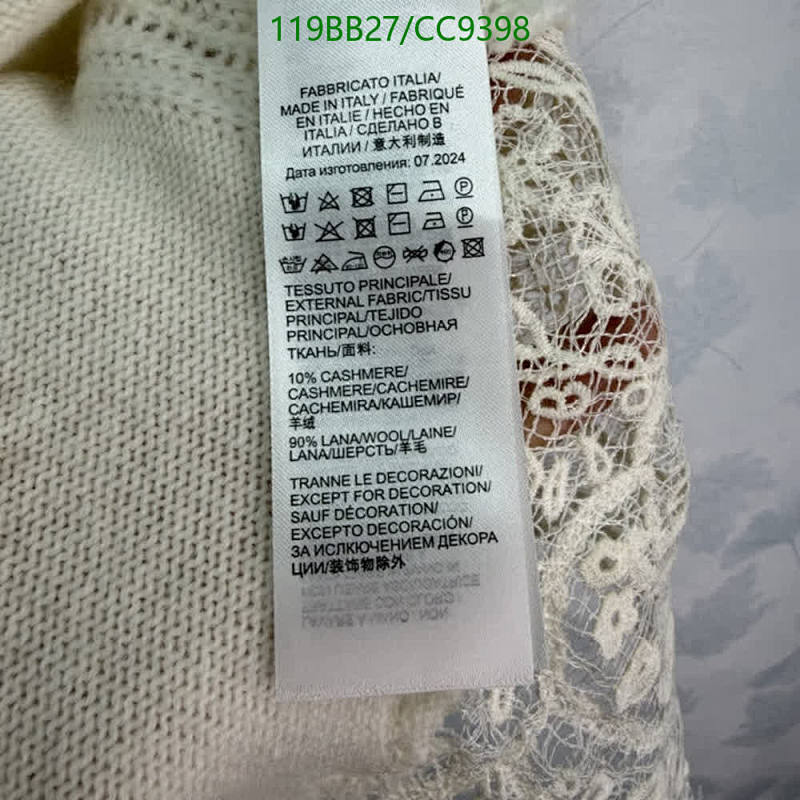 119BB27/CC9398
FABBRICATO ITALIA/
MADE IN ITALY / FABRIQUÉ
EN ITALIE / HECHO EN
ITALIA / СДЕЛАНО В
ИТАЛИИ / 意大利制造
Дата изготовления: 07.2024
TESSUTO PRINCIPALE/
EXTERNAL FABRIC/TISSU
PRINCIPAL/TEJIDO
PRINCIPAL/ОСНОВНАЯ
ТКАНЬ/面料:
10% CASHMERE/
CASHMERE/CACHEMIRE/
CACHEMIRA/КАШЕМИР/
羊绒
90% LANA/WOOL/LAINE/
LANA/ШЕРСТЬ/羊毛
TRANNE LE DECORAZIONI/
EXCEPT FOR DECORATION/
SAUF DÉCORATION/
EXCEPTO DECORACIÓN/
ЗА ИСЛКЮЧЕНИЕМ ДЕКОРА
ЦИИ/装饰物除外